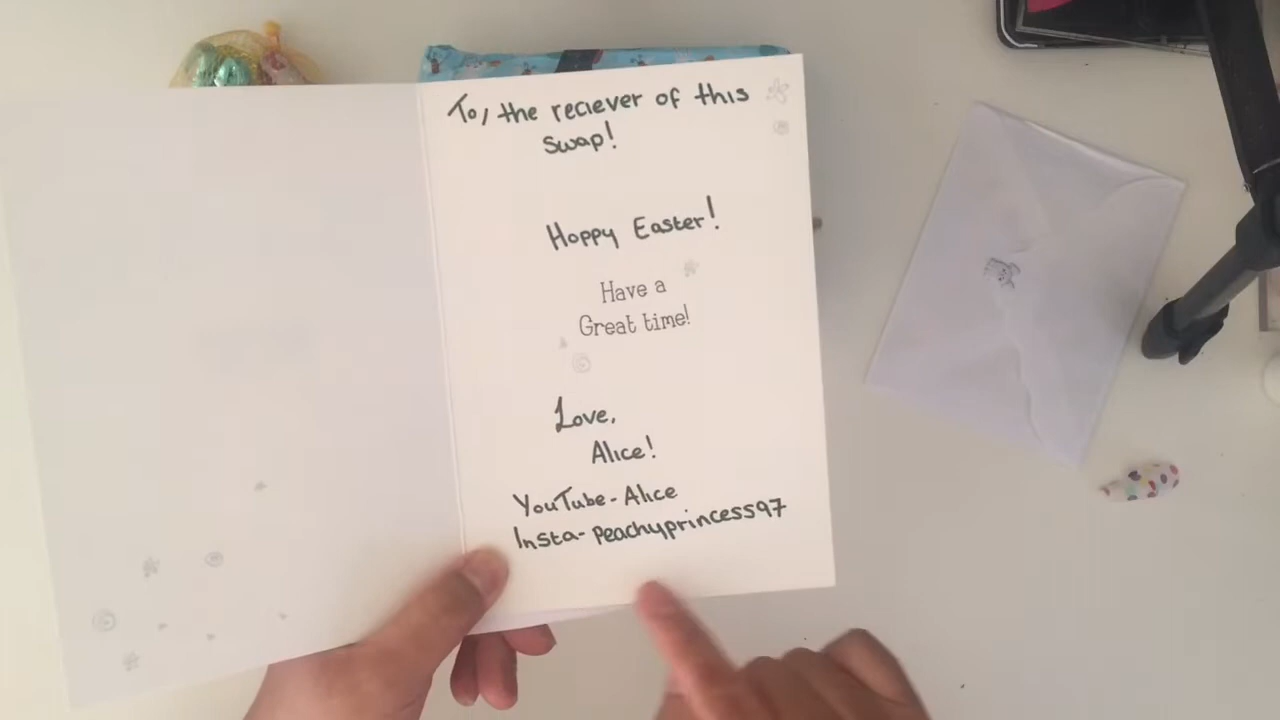 To, the reciever of this
Swap!
Hoppy Easter!
Have a
Great time!
Love,
Alice!
YouTube-Alice
Insta-Peachyprincess97